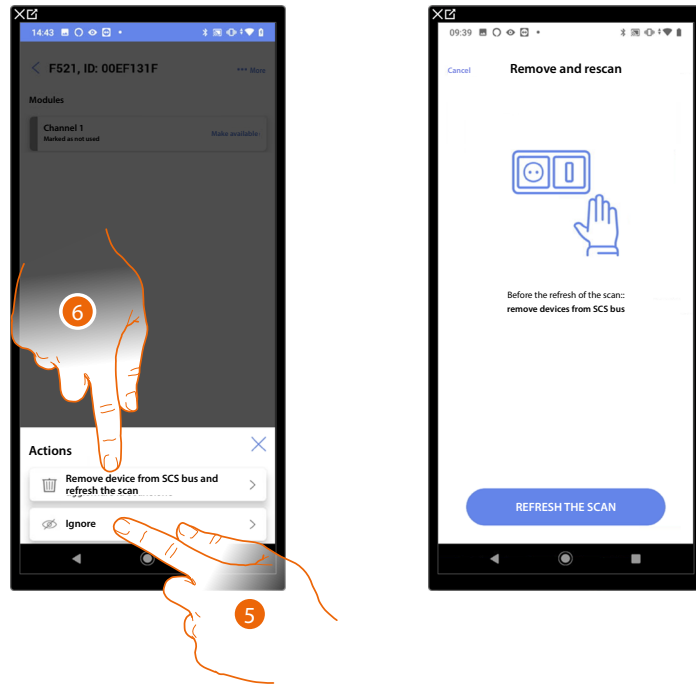 14:43
F521, ID: 00EF131F
More
Modules
Channel 1
Marked as not used
Make available
6
Actions
Remove device from SCS bus and
refresh the scan
Ignore
5
09:39
Cancel
Remove and rescan
Before the refresh of the scan::
remove devices from SCS bus
REFRESH THE SCAN